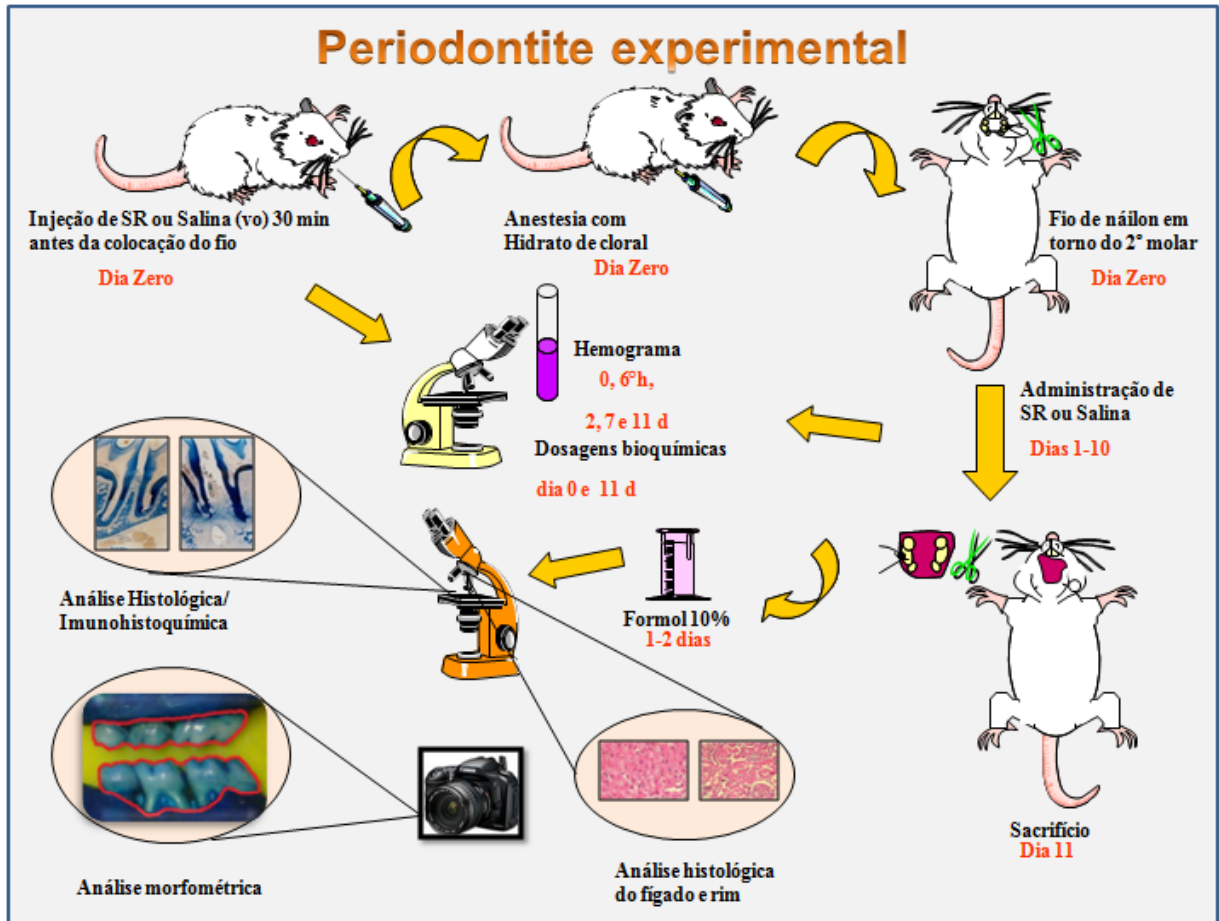 Periodontite experimental
Injeção de SR ou Salina (vo) 30 min
antes da colocação do fio
Dia Zero
Anestesia com
Hidrato de cloral
Dia Zero
Fio de náilon em
torno do 2° molar
Dia Zero
Hemograma
0, 6°h,
2, 7 e 11 d
Dosagens bioquímicas
dia 0 e 11 d
Administração de
SR ou Salina
Dias 1-10
Formol 10%
1-2 dias
Análise Histológica/
Imunohistoquímica
Sacrifício
Dia 11
Análise morfométrica
Análise histológica
do fígado e rim